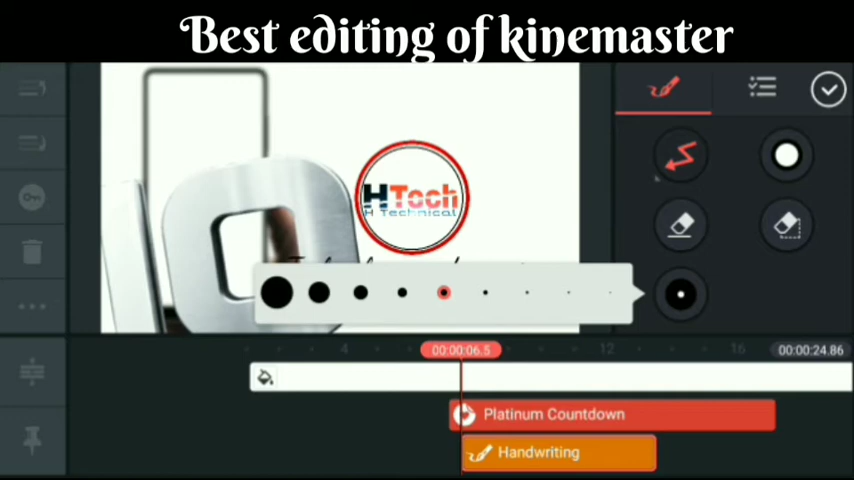 Best editing of kinemaster
HTech
H Technical
4
00:00:06.5
12
16
00:00:24.86
Platinum Countdown
Handwriting